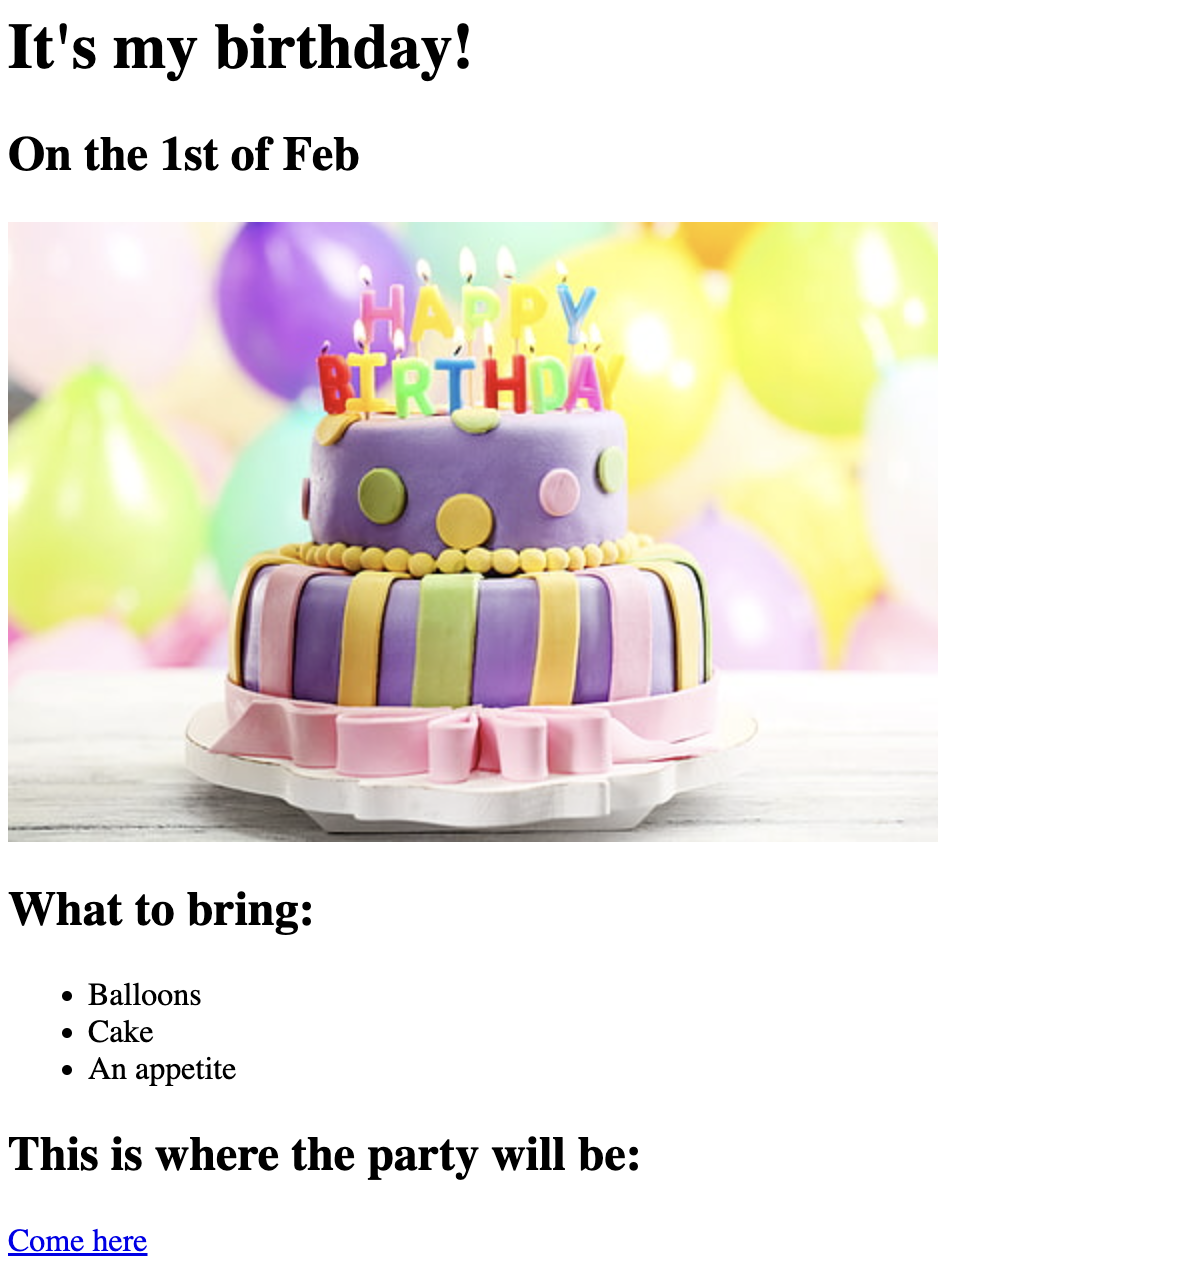 It's my birthday!
On the 1st of Feb
HAPPY
BIRTHDAY
What to bring:
• Balloons
• Cake
• An appetite
This is where the party will be:
Come here